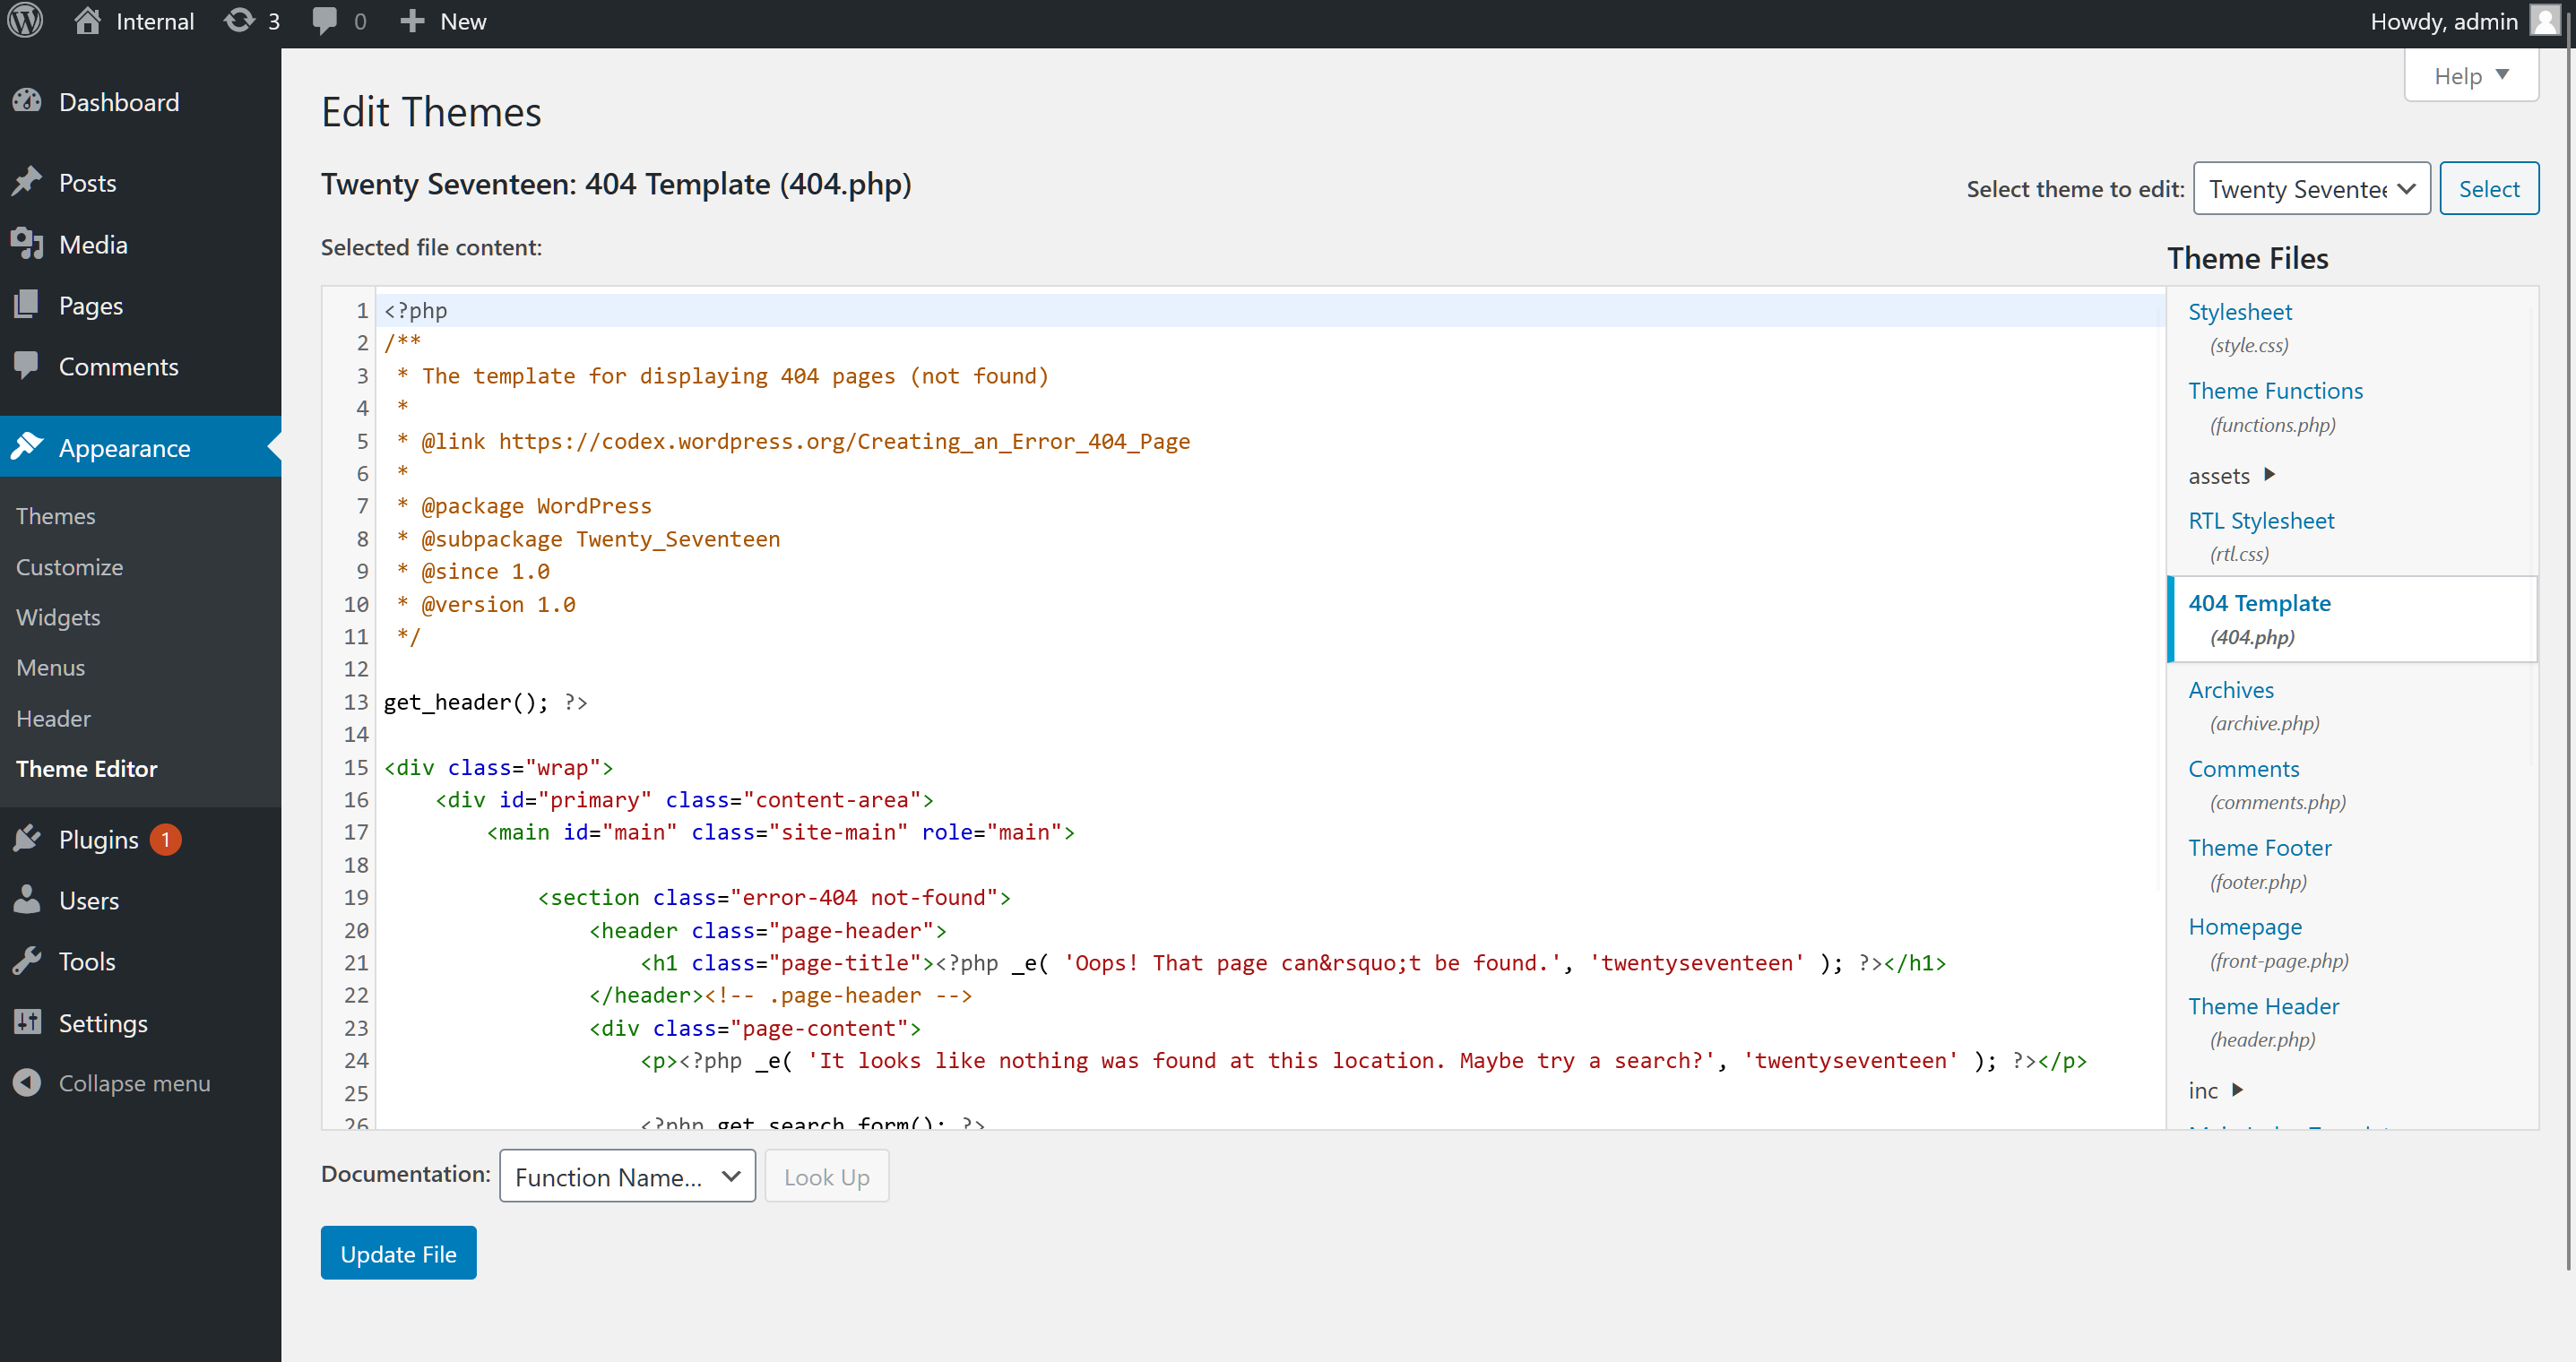 Internal 3 0 New Howdy, admin
Help
Dashboard
Posts
Media
Pages
Comments
Appearance
Themes
Customize
Widgets
Menus
Header
Theme Editor
Plugins 1
Users
Tools
Settings
Collapse menu
Edit Themes
Twenty Seventeen: 404 Template (404.php)
Select theme to edit: Twenty Seventee Select
Selected file content:
1 <?php
2 /**
3 * The template for displaying 404 pages (not found)
4 *
5 * @link https://codex.wordpress.org/Creating_an_Error_404_Page
6 *
7 * @package WordPress
8 * @subpackage Twenty_Seventeen
9 * @since 1.0
10 * @version 1.0
11 */
12
13 get_header(); ?>
14
15 <div class="wrap">
16 <div id="primary" class="content-area">
17 <main id="main" class="site-main" role="main">
18
19 <section class="error-404 not-found">
20 <header class="page-header">
21 <h1 class="page-title"><?php _e( 'Oops! That page can&rsquo;t be found.', 'twentyseventeen' ); ?></h1>
22 </header><!-- .page-header -->
23 <div class="page-content">
24 <p><?php _e( 'It looks like nothing was found at this location. Maybe try a search?', 'twentyseventeen' ); ?></p>
25
26 <?php get_search_form(); ?>
Theme Files
Stylesheet
(style.css)
Theme Functions
(functions.php)
assets
RTL Stylesheet
(rtl.css)
404 Template
(404.php)
Archives
(archive.php)
Comments
(comments.php)
Theme Footer
(footer.php)
Homepage
(front-page.php)
Theme Header
(header.php)
inc
Documentation: Function Name... Look Up
Update File